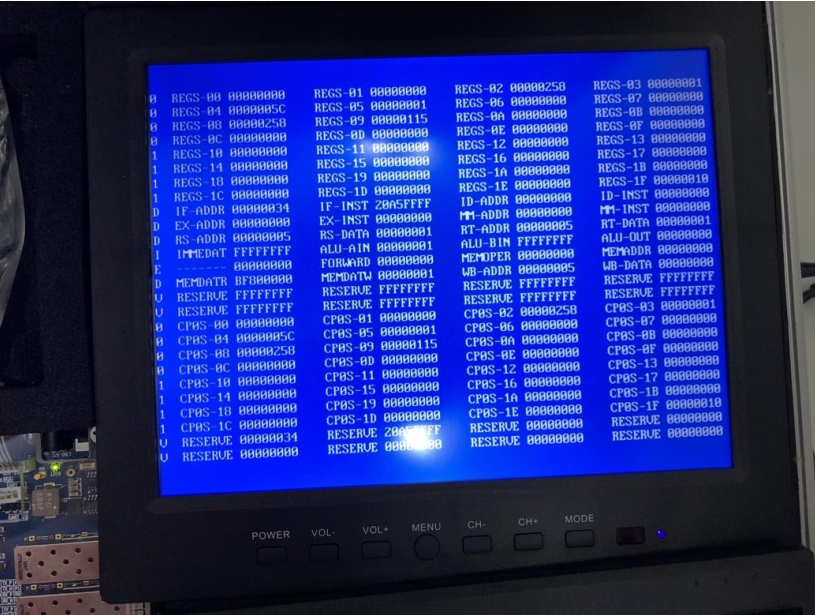 0 REGS-00 00000000 REGS-01 00000000 REGS-02 00000258 REGS-03 00000001
0 REGS-04 0000005C REGS-05 00000001 REGS-06 00000000 REGS-07 00000000
0 REGS-08 00000258 REGS-09 00000115 REGS-0A 00000000 REGS-0B 00000000
0 REGS-0C 00000000 REGS-0D 00000000 REGS-0E 00000000 REGS-0F 00000000
1 REGS-10 00000000 REGS-11 00000000 REGS-12 00000000 REGS-13 00000000
1 REGS-14 00000000 REGS-15 00000000 REGS-16 00000000 REGS-17 00000000
1 REGS-18 00000000 REGS-19 00000000 REGS-1A 00000000 REGS-1B 00000000
1 REGS-1C 00000000 REGS-1D 00000000 REGS-1E 00000000 REGS-1F 00000010
D IF-ADDR 00000034 IF-INST 20A5FFFF ID-ADDR 00000000 ID-INST 00000000
D EX-ADDR 00000000 EX-INST 00000000 MM-ADDR 00000000 MM-INST 00000000
D RS-ADDR 00000005 RS-DATA 00000001 RT-ADDR 00000005 RT-DATA 00000001
I IMMEDAT FFFFFFFF ALU-AIN 00000001 ALU-BIN FFFFFFFF ALU-OUT 00000000
E ------- 00000000 FORWARD 00000000 MEMOPER 00000000 MEMADDR 00000000
D MEMDATR BF800000 MEMDATW 00000001 WB-ADDR 00000005 WB-DATA 00000000
V RESERVE FFFFFFFF RESERVE FFFFFFFF RESERVE FFFFFFFF RESERVE FFFFFFFF
V RESERVE FFFFFFFF RESERVE FFFFFFFF RESERVE FFFFFFFF RESERVE FFFFFFFF
0 CP0S-00 00000000 CP0S-01 00000000 CP0S-02 00000258 CP0S-03 00000001
0 CP0S-04 0000005C CP0S-05 00000001 CP0S-06 00000000 CP0S-07 00000000
0 CP0S-08 00000258 CP0S-09 00000115 CP0S-0A 00000000 CP0S-0B 00000000
0 CP0S-0C 00000000 CP0S-0D 00000000 CP0S-0E 00000000 CP0S-0F 00000000
1 CP0S-10 00000000 CP0S-11 00000000 CP0S-12 00000000 CP0S-13 00000000
1 CP0S-14 00000000 CP0S-15 00000000 CP0S-16 00000000 CP0S-17 00000000
1 CP0S-18 00000000 CP0S-19 00000000 CP0S-1A 00000000 CP0S-1B 00000000
1 CP0S-1C 00000000 CP0S-1D 00000000 CP0S-1E 00000000 CP0S-1F 00000010
V RESERVE 00000034 RESERVE RESERVE 00000000 RESERVE 00000000
V RESERVE 00000000 RESERVE RESERVE 00000000 RESERVE 00000000
POWER VOL- VOL+ MENU CH- CH+ MODE